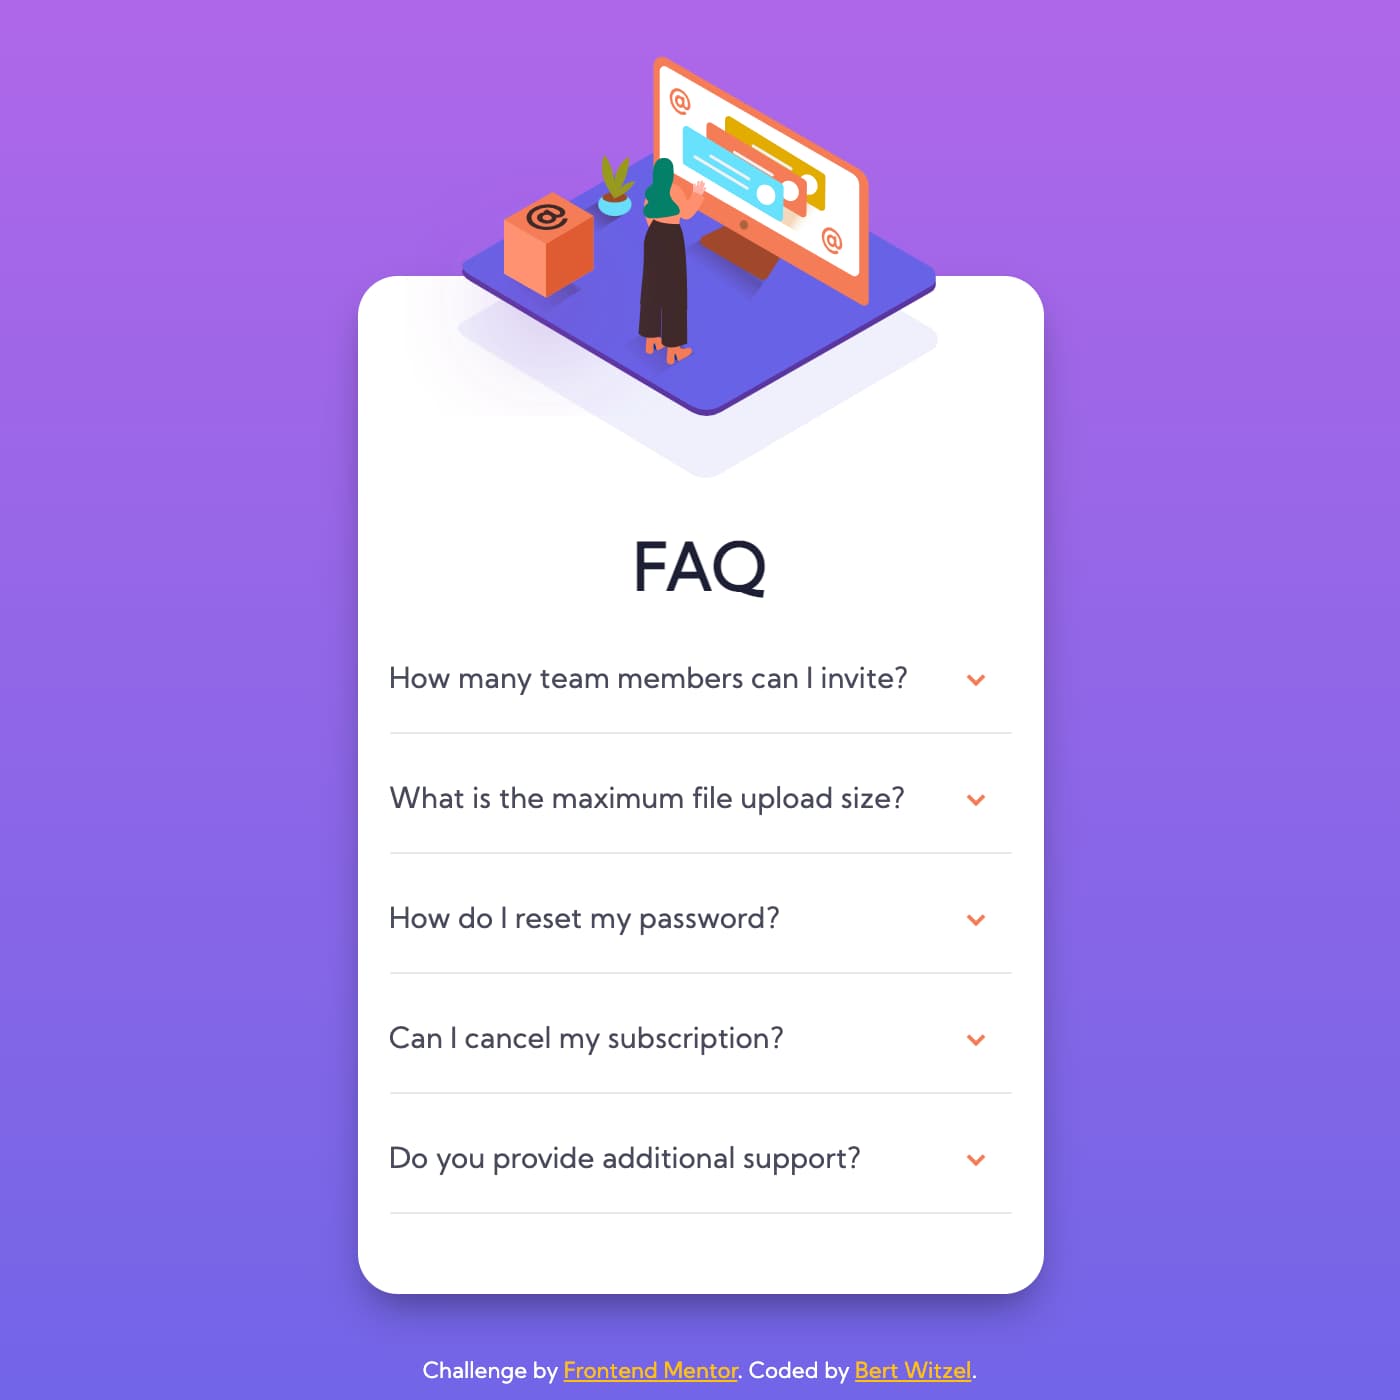 @
@
@
FAQ
How many team members can I invite?
What is the maximum file upload size?
How do I reset my password?
Can I cancel my subscription?
Do you provide additional support?
Challenge by Frontend Mentor. Coded by Bert Witzel.